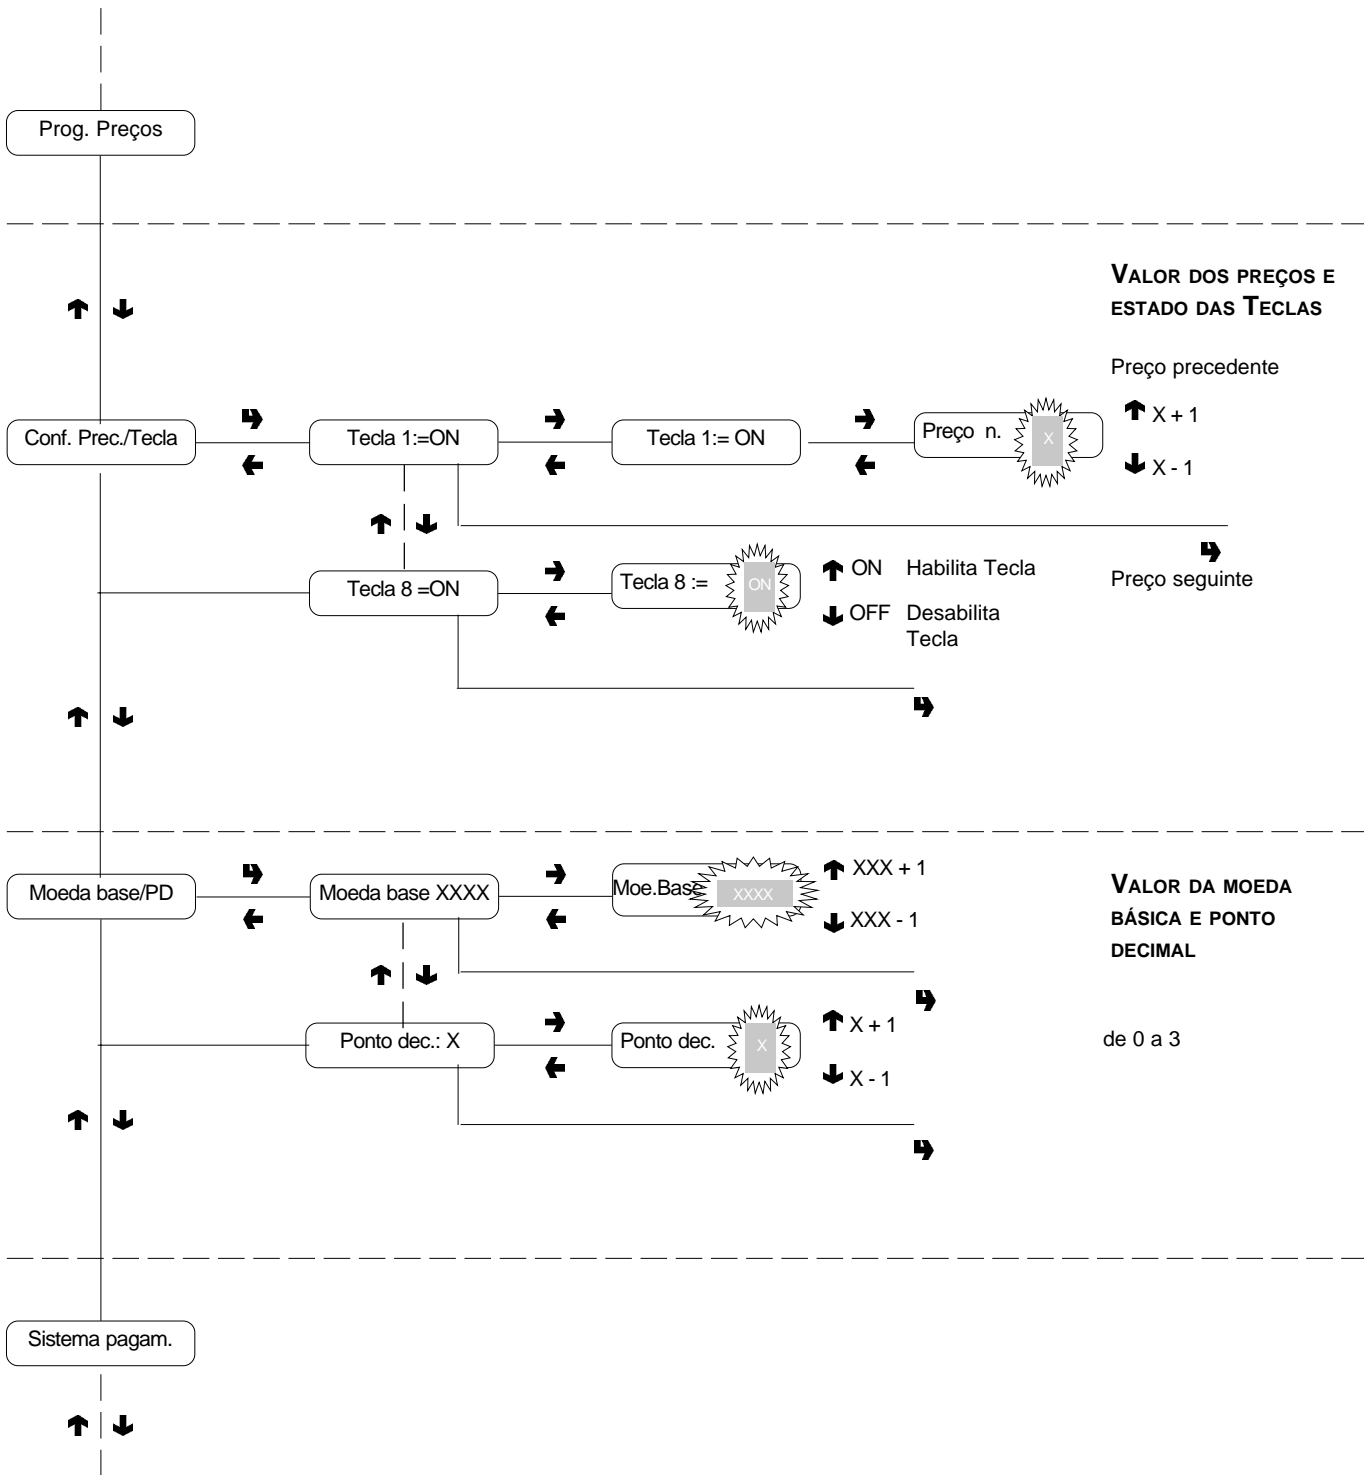 Prog. Preços
VALOR DOS PREÇOS E
ESTADO DAS TECLAS
Preço precedente
Conf. Prec./Tecla
Tecla 1:=ON
Tecla 1:= ON
Preço n.
X
X + 1
X - 1
Tecla 8 =ON
Tecla 8 :=
ON
ON Habilita Tecla
OFF Desabilita
Tecla
Preço seguinte
Moeda base/PD
Moeda base XXXX
Moe.Base
XXXX
XXX + 1
XXX - 1
VALOR DA MOEDA
BÁSICA E PONTO
DECIMAL
Ponto dec.: X
Ponto dec.
X
X + 1
X - 1
de 0 a 3
Sistema pagam.